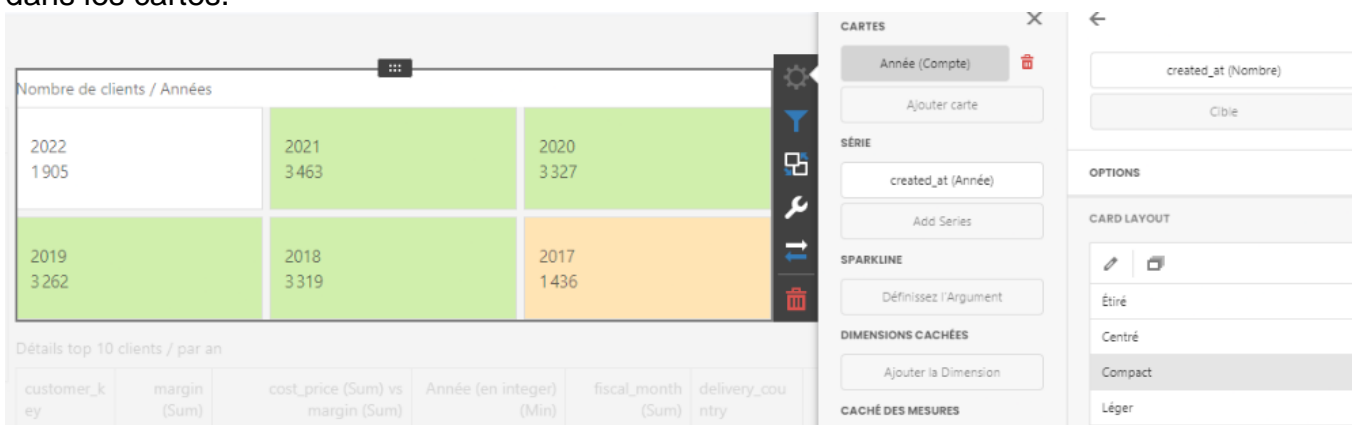 dans les cartes.
Nombre de clients / Années
2022
1 905
2021
3 463
2020
3 327
2019
3 262
2018
3 319
2017
1 436
Détails top 10 clients / par an
customer_k
ey
margin
(Sum)
cost_price (Sum) vs
margin (Sum)
Année (en integer)
(Min)
fiscal_month
(Sum)
delivery_cou
ntry
CARTES
Année (Compte)
Ajouter carte
SÉRIE
created_at (Année)
Add Series
SPARKLINE
Définissez l'Argument
DIMENSIONS CACHÉES
Ajouter la Dimension
CACHÉ DES MESURES
created_at (Nombre)
Cible
OPTIONS
CARD LAYOUT
Étiré
Centré
Compact
Léger